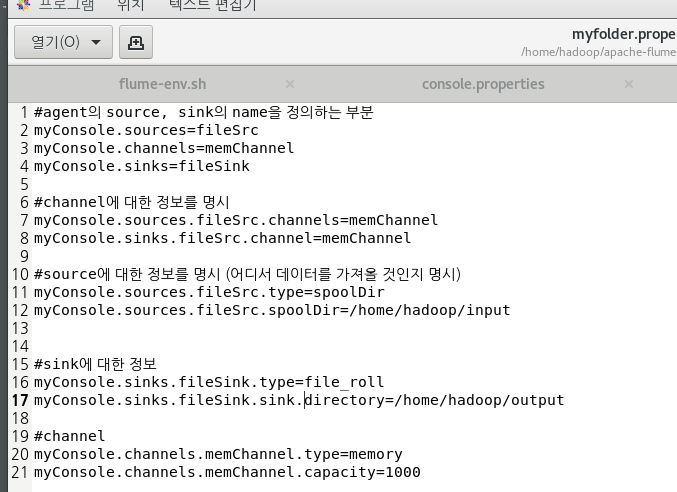 프로그램 위치 텍스트 편집기
열기(O)
myfolder.prope
/home/hadoop/apache-flume
flume-env.sh × console.properties ×
1 #agent의 source, sink의 name을 정의하는 부분
2 myConsole.sources=fileSrc
3 myConsole.channels=memChannel
4 myConsole.sinks=fileSink
5
6 #channel에 대한 정보를 명시
7 myConsole.sources.fileSrc.channels=memChannel
8 myConsole.sinks.fileSrc.channel=memChannel
9
10 #source에 대한 정보를 명시 (어디서 데이터를 가져올 것인지 명시)
11 myConsole.sources.fileSrc.type=spoolDir
12 myConsole.sources.fileSrc.spoolDir=/home/hadoop/input
13
14
15 #sink에 대한 정보
16 myConsole.sinks.fileSink.type=file_roll
17 myConsole.sinks.fileSink.sink.directory=/home/hadoop/output
18
19 #channel
20 myConsole.channels.memChannel.type=memory
21 myConsole.channels.memChannel.capacity=1000